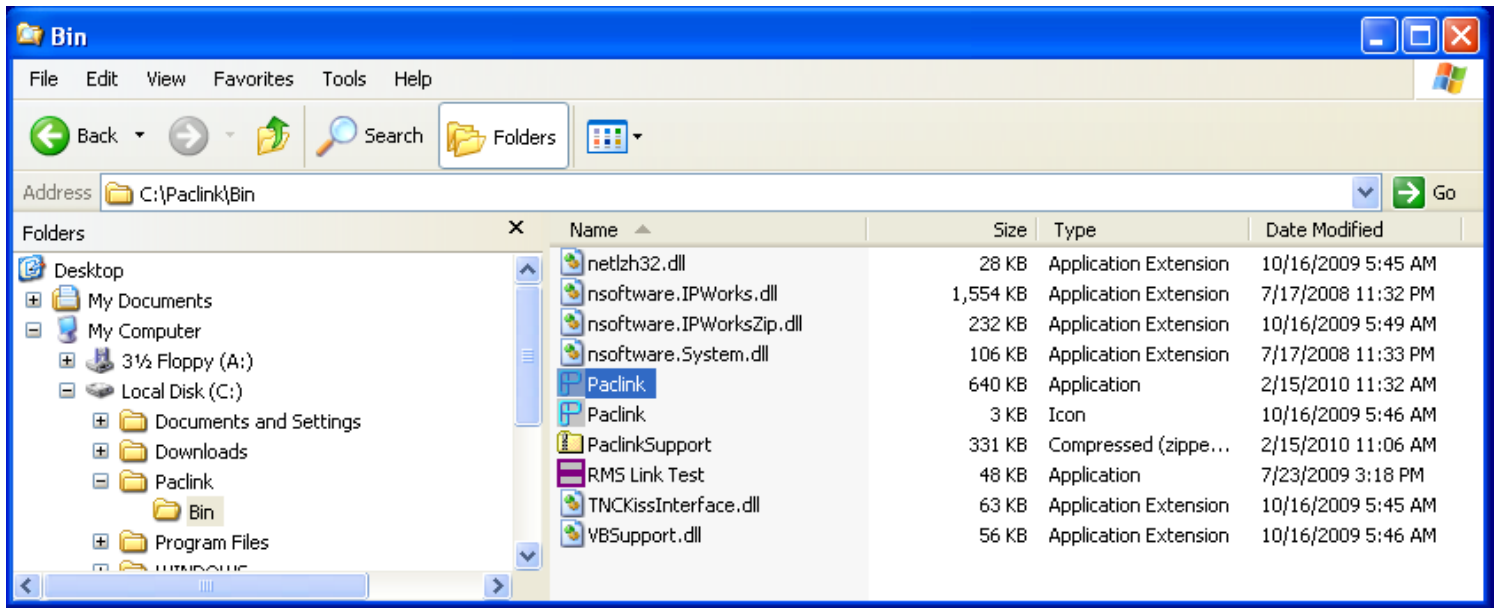 Bin
File Edit View Favorites Tools Help
Back Search Folders
Address C:\Paclink\Bin Go
Folders X Name Size Type Date Modified
Desktop
My Documents
My Computer
3½ Floppy (A:)
Local Disk (C:)
Documents and Settings
Downloads
Paclink
Bin
Program Files
WINDOWS
netlzh32.dll 28 KB Application Extension 10/16/2009 5:45 AM
nsoftware.IPWorks.dll 1,554 KB Application Extension 7/17/2008 11:32 PM
nsoftware.IPWorksZip.dll 232 KB Application Extension 10/16/2009 5:49 AM
nsoftware.System.dll 106 KB Application Extension 7/17/2008 11:33 PM
Paclink 640 KB Application 2/15/2010 11:32 AM
Paclink 3 KB Icon 10/16/2009 5:46 AM
PaclinkSupport 331 KB Compressed (zippe... 2/15/2010 11:06 AM
RMS Link Test 48 KB Application 7/23/2009 3:18 PM
TNCKissInterface.dll 63 KB Application Extension 10/16/2009 5:45 AM
VBSupport.dll 56 KB Application Extension 10/16/2009 5:46 AM